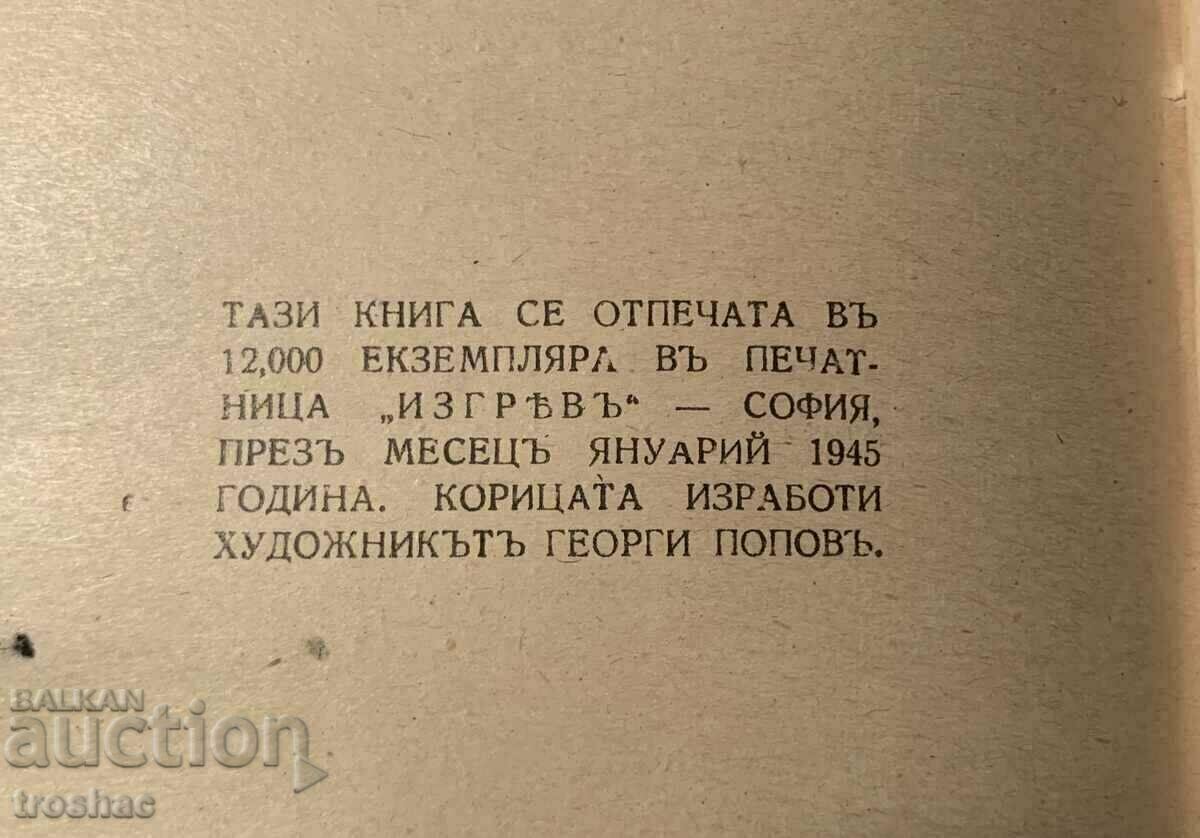 ТАЗИ КНИГА СЕ ОТПЕЧАТА ВЪ
12,000 ЕКЗЕМПЛЯРА ВЪ ПЕЧАТ-
НИЦА „ИЗГРѢВЪ“ — СОФИЯ,
ПРЕЗЪ МЕСЕЦЪ ЯНУАРИЙ 1945
ГОДИНА. КОРИЦАТА ИЗРАБОТИ
ХУДОЖНИКЪТЪ ГЕОРГИ ПОПОВЪ.
BALKAN
auction
troshac